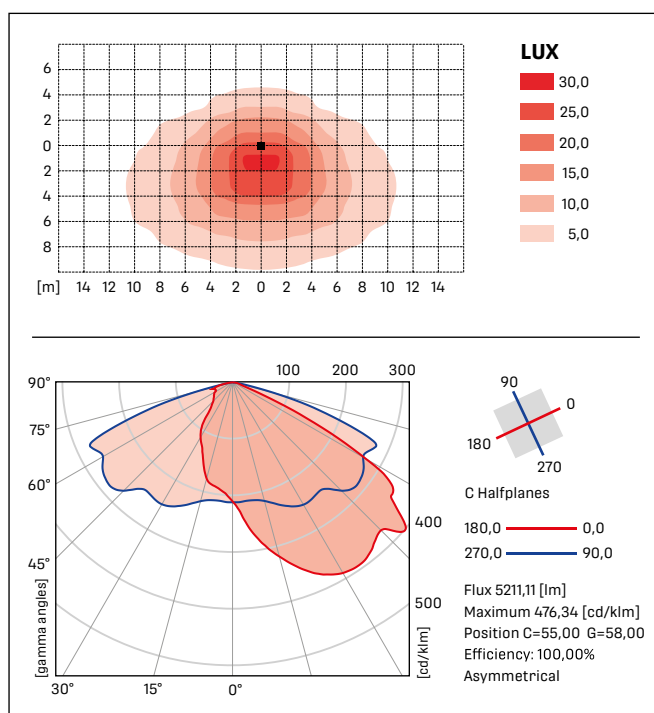 LUX
6
4
2
0
2
4
6
8
[m] 14 12 10 8 6 4 2 0 2 4 6 8 10 12 14
30,0
25,0
20,0
15,0
10,0
5,0
90° 100 200 300
75°
60°
45°
400
500
[gamma angles]
[cd/klm]
30° 15° 0°
90
0
180
270
C Halfplanes
180,0 0,0
270,0 90,0
Flux 5211,11 [lm]
Maximum 476,34 [cd/klm]
Position C=55,00 G=58,00
Efficiency: 100,00%
Asymmetrical